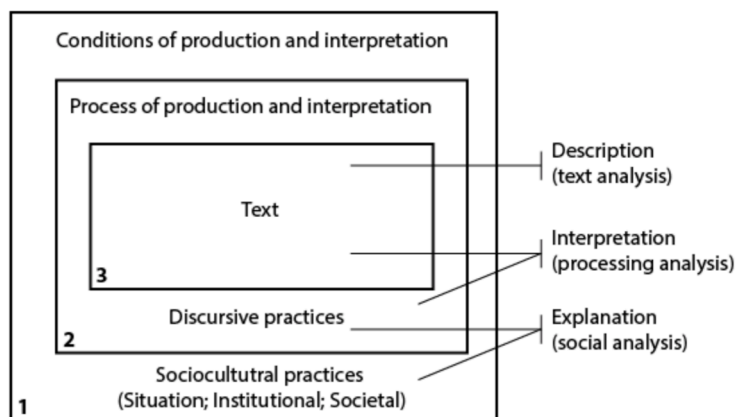 Conditions of production and interpretation
Process of production and interpretation
Text
3
Discursive practices
2
Sociocultutral practices
(Situation; Institutional; Societal)
1
Description
(text analysis)
Interpretation
(processing analysis)
Explanation
(social analysis)